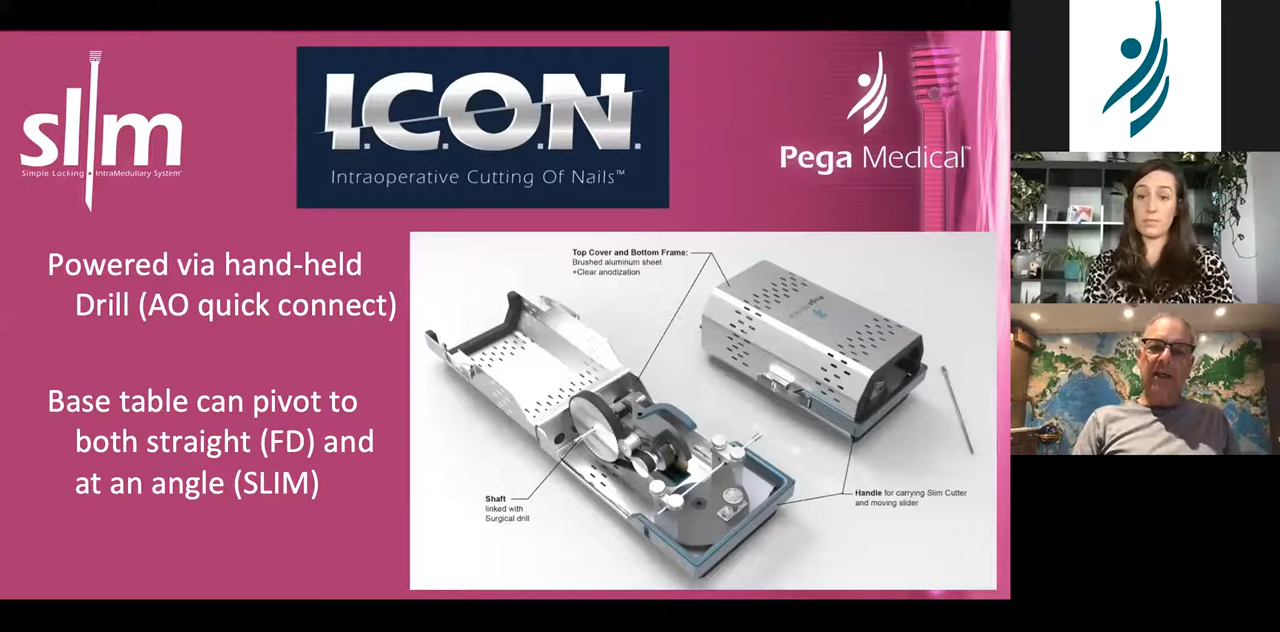 slim
Simple Locking • IntraMedullary System™
I.C.O.N.
Intraoperative Cutting Of Nails™
Pega Medical™
Powered via hand-held
Drill (AO quick connect)
Base table can pivot to
both straight (FD) and
at an angle (SLIM)
Top Cover and Bottom Frame:
Brushed aluminum sheet
+Clear anodization
Shaft
linked with
Surgical drill
Handle for carrying Slim Cutter
and moving slider